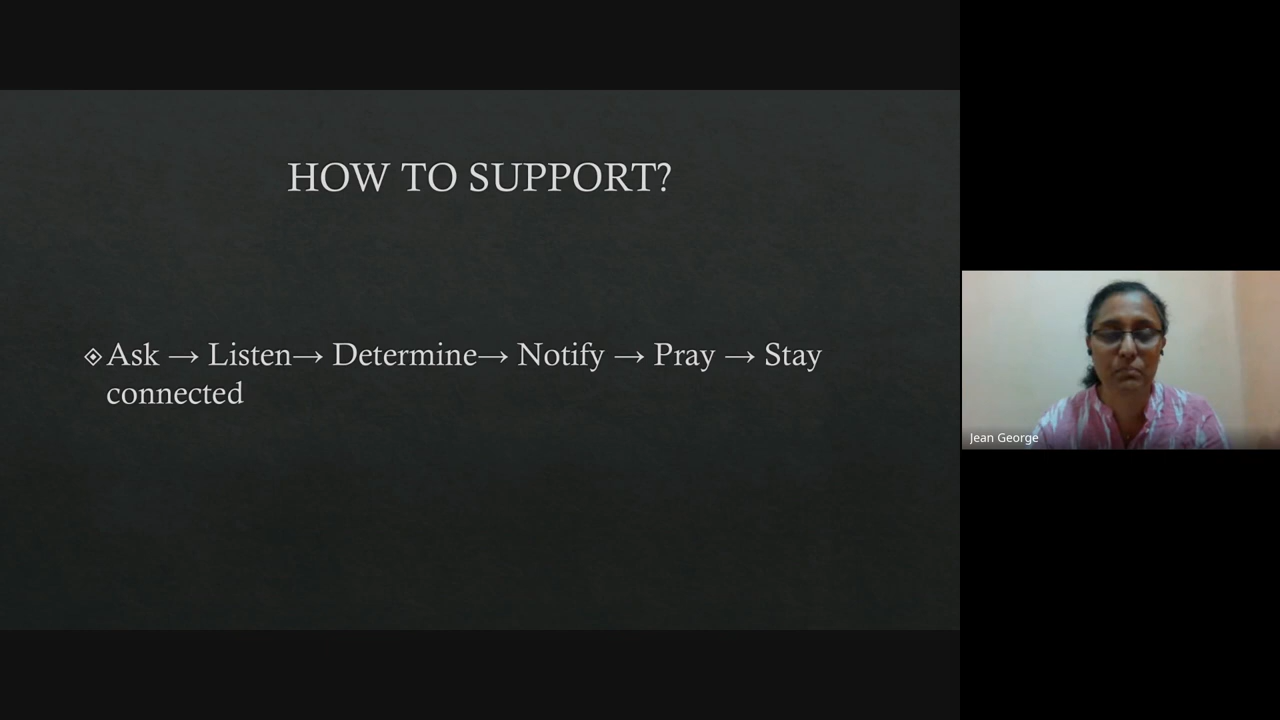 HOW TO SUPPORT?
Ask → Listen→ Determine→ Notify → Pray → Stay
connected
Jean George